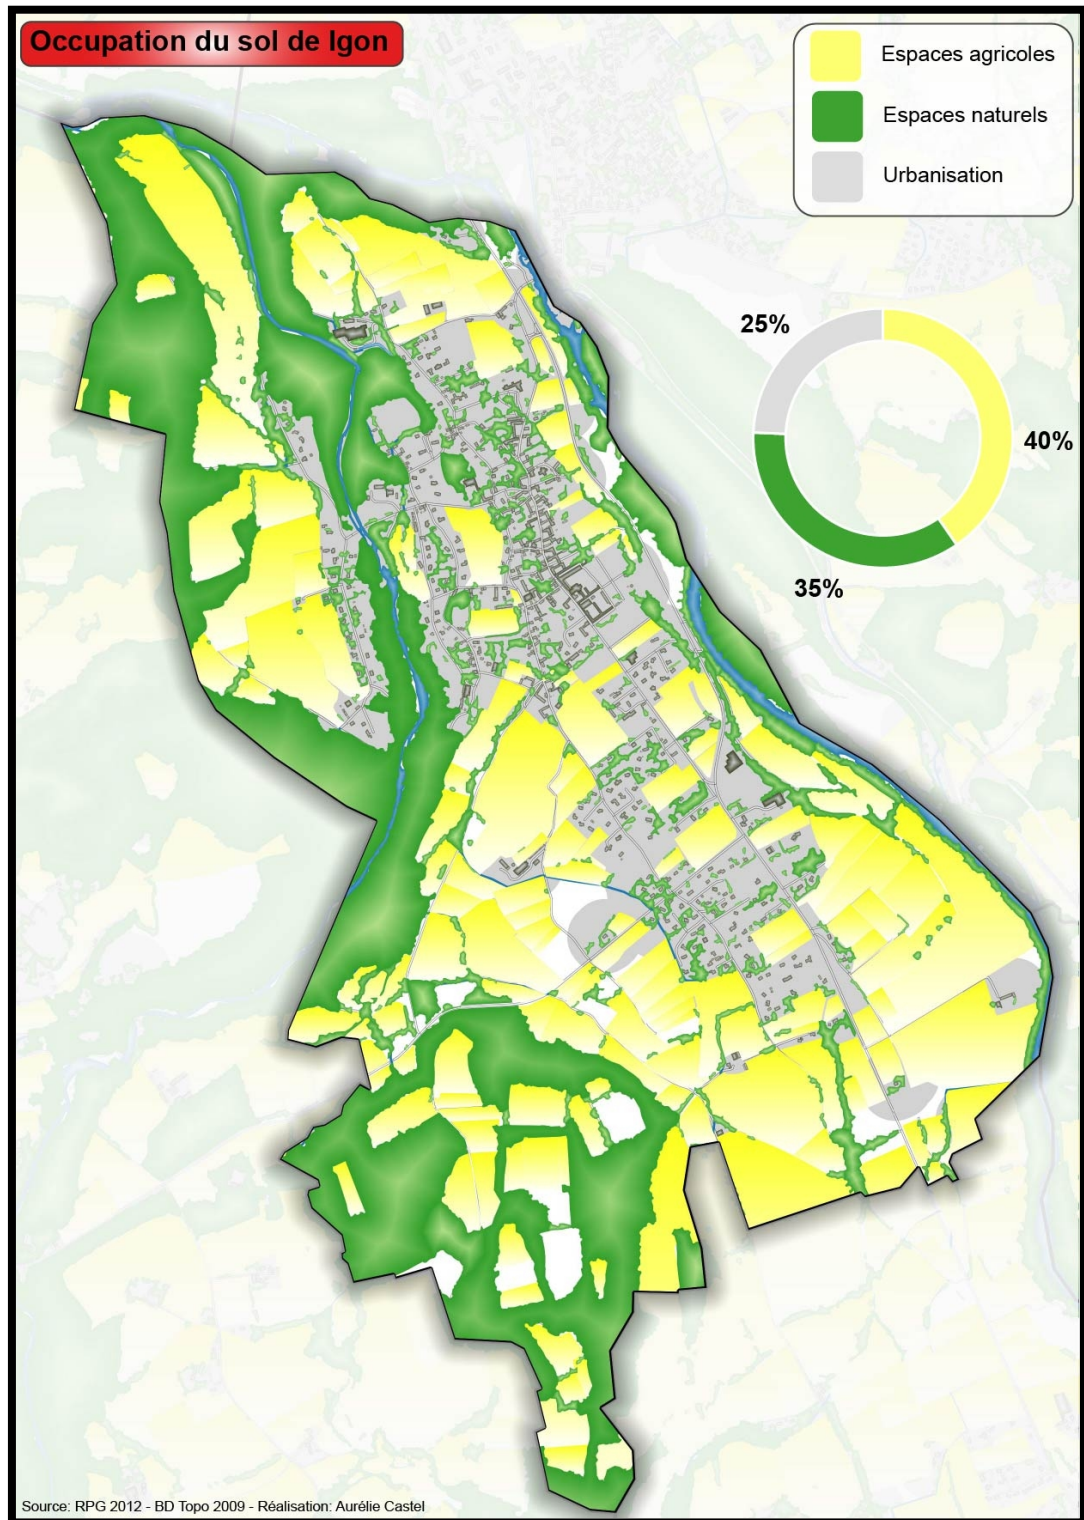 Occupation du sol de Igon
Espaces agricoles
Espaces naturels
Urbanisation
25%
40%
35%
Source: RPG 2012 - BD Topo 2009 - Réalisation: Aurélie Castel